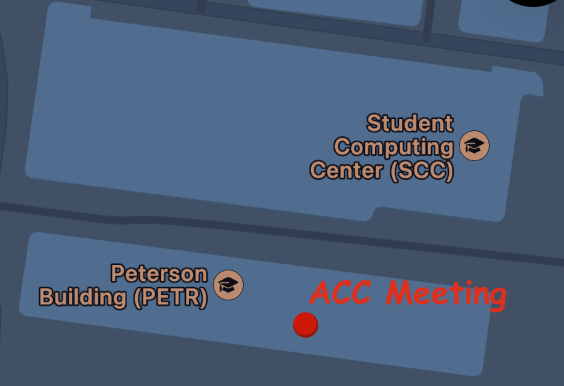 Student
Computing
Center (SCC)
Peterson
Building (PETR)
ACC Meeting